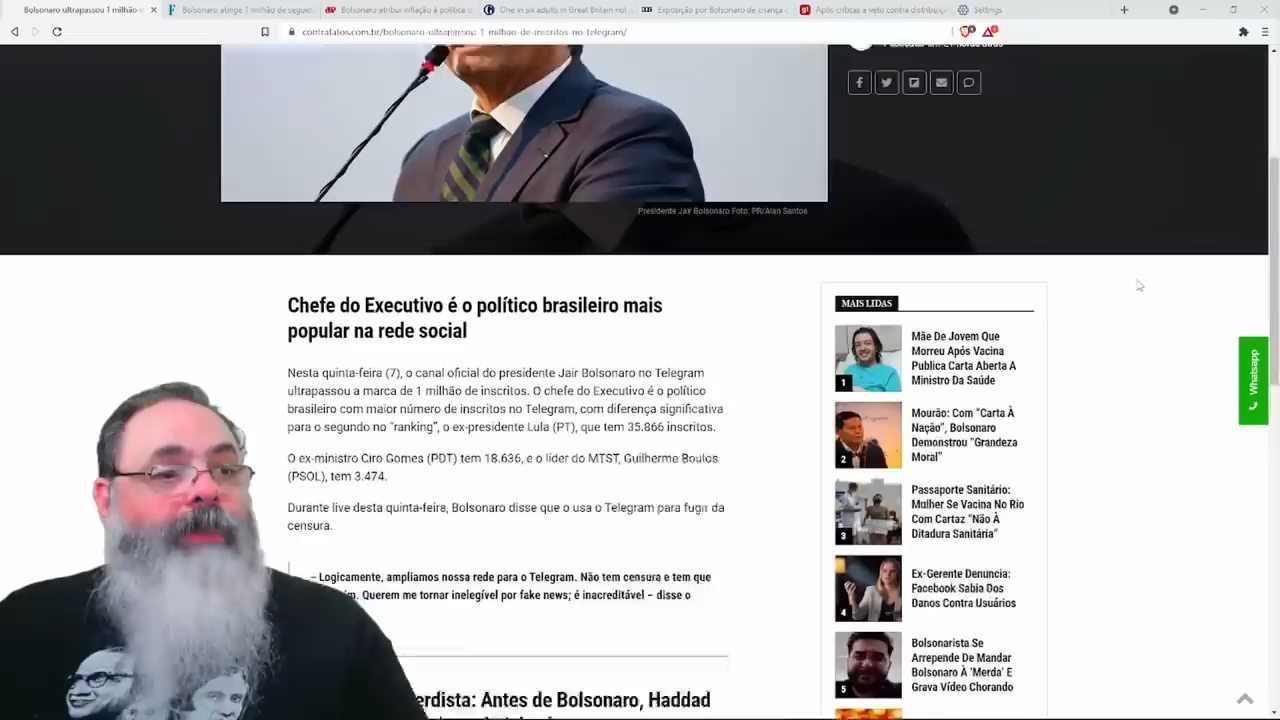 Bolsonaro ultrapassou 1 milhão
Bolsonaro atinge 1 milhão de segui
Bolsonaro atribui inflação à política
One in six adults in Great Britain not
Exposição por Bolsonaro de criança
Após críticas a veto contra distribuiç
Settings
contrafatos.com.br/bolsonaro-ultrapassou-1-milhao-de-inscritos-no-telegram/
Presidente Jair Bolsonaro Foto: PR/Alan Santos
Chefe do Executivo é o político brasileiro mais
popular na rede social
Nesta quinta-feira (7), o canal oficial do presidente Jair Bolsonaro no Telegram
ultrapassou a marca de 1 milhão de inscritos. O chefe do Executivo é o político
brasileiro com maior número de inscritos no Telegram, com diferença significativa
para o segundo no "ranking", o ex-presidente Lula (PT), que tem 35.866 inscritos.
O ex-ministro Ciro Gomes (PDT) tem 18.636, e o líder do MTST, Guilherme Boulos
(PSOL), tem 3.474.
Durante live desta quinta-feira, Bolsonaro disse que o usa o Telegram para fugir da
censura.
– Logicamente, ampliamos nossa rede para o Telegram. Não tem censura e tem que
Querem me tornar inelegível por fake news; é inacreditável – disse o
erdista: Antes de Bolsonaro, Haddad
MAIS LIDAS
1
Mãe De Jovem Que
Morreu Após Vacina
Publica Carta Aberta A
Ministro Da Saúde
2
Mourão: Com "Carta À
Nação", Bolsonaro
Demonstrou "Grandeza
Moral"
3
Passaporte Sanitário:
Mulher Se Vacina No Rio
Com Cartaz "Não À
Ditadura Sanitária"
4
Ex-Gerente Denuncia:
Facebook Sabia Dos
Danos Contra Usuários
5
Bolsonarista Se
Arrepende De Mandar
Bolsonaro À 'Merda' E
Grava Vídeo Chorando
Whatsapp